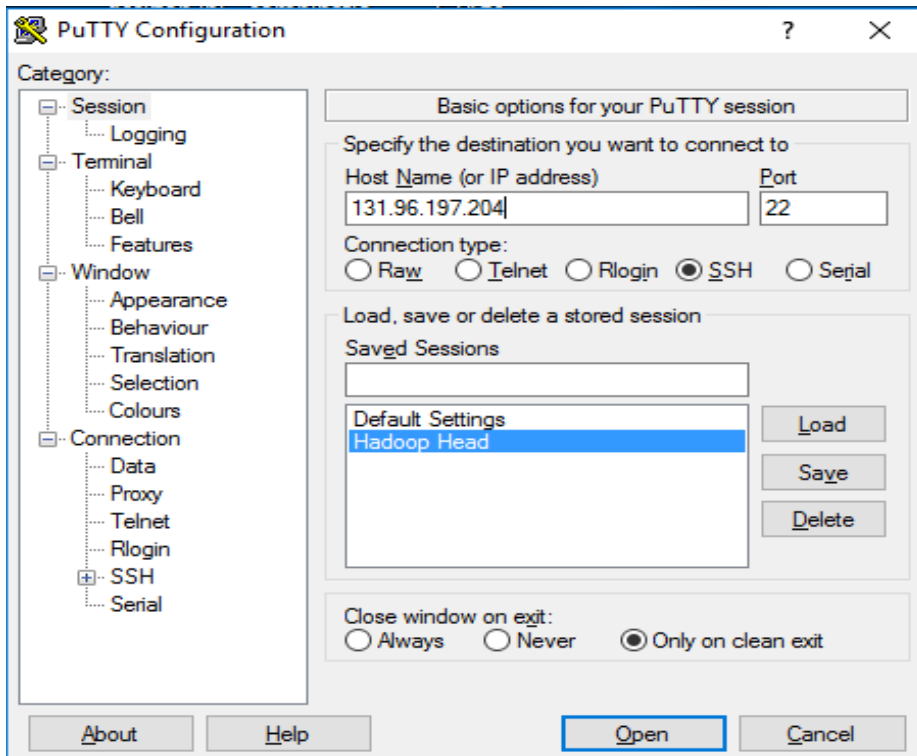 PuTTY Configuration
Category:
Session
Logging
Terminal
Keyboard
Bell
Features
Window
Appearance
Behaviour
Translation
Selection
Colours
Connection
Data
Proxy
Telnet
Rlogin
SSH
Serial
Basic options for your PuTTY session
Specify the destination you want to connect to
Host Name (or IP address) Port
131.96.197.204 22
Connection type:
Raw Telnet Rlogin SSH Serial
Load, save or delete a stored session
Saved Sessions
Default Settings
Hadoop Head
Load
Save
Delete
Close window on exit:
Always Never Only on clean exit
About Help Open Cancel